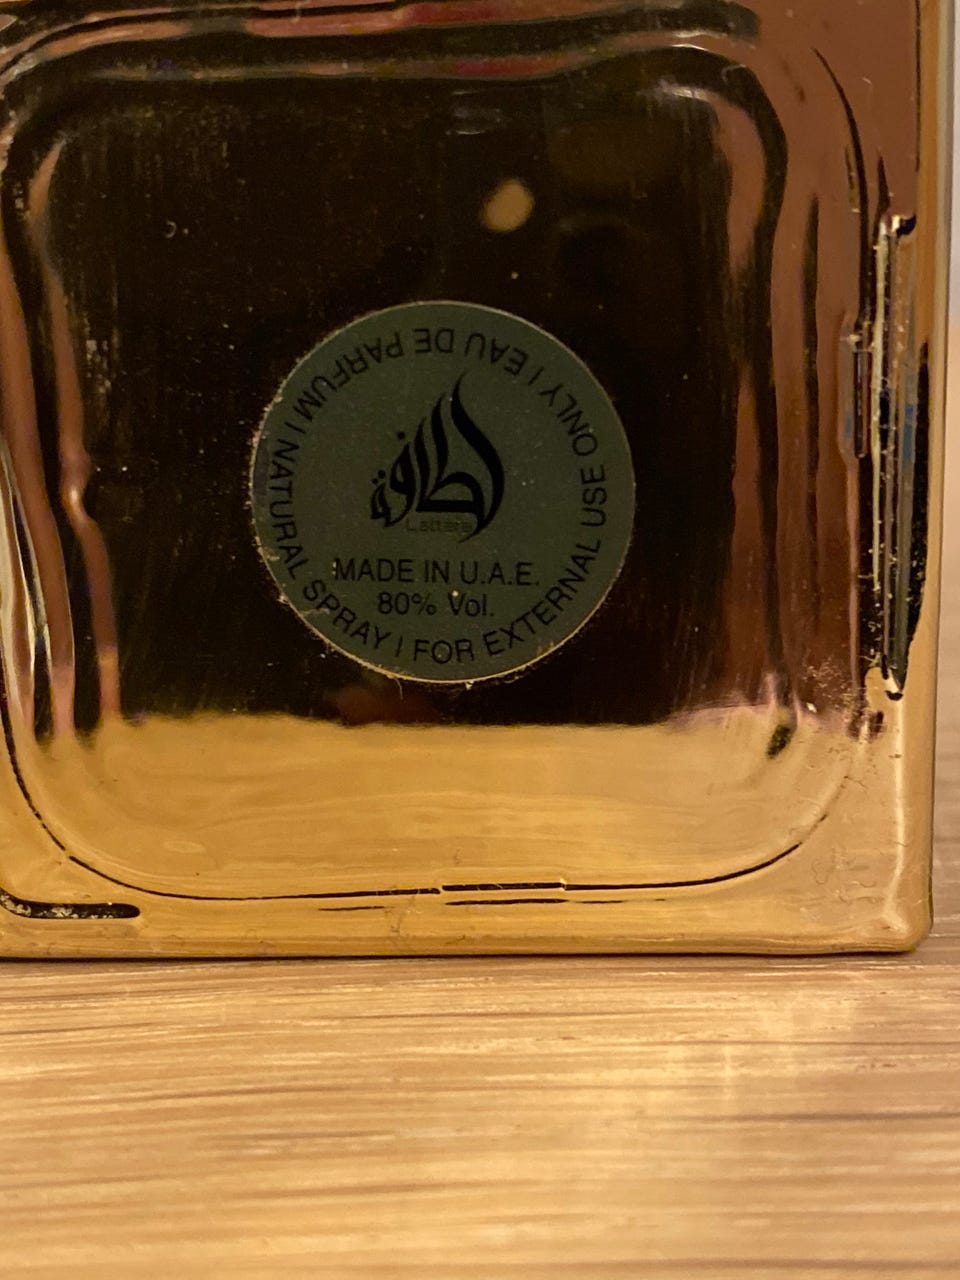 EAU DE PARFUM | NATURAL SPRAY | FOR EXTERNAL USE ONLY |
لطافة
Lattafa
MADE IN U.A.E.
80% Vol.